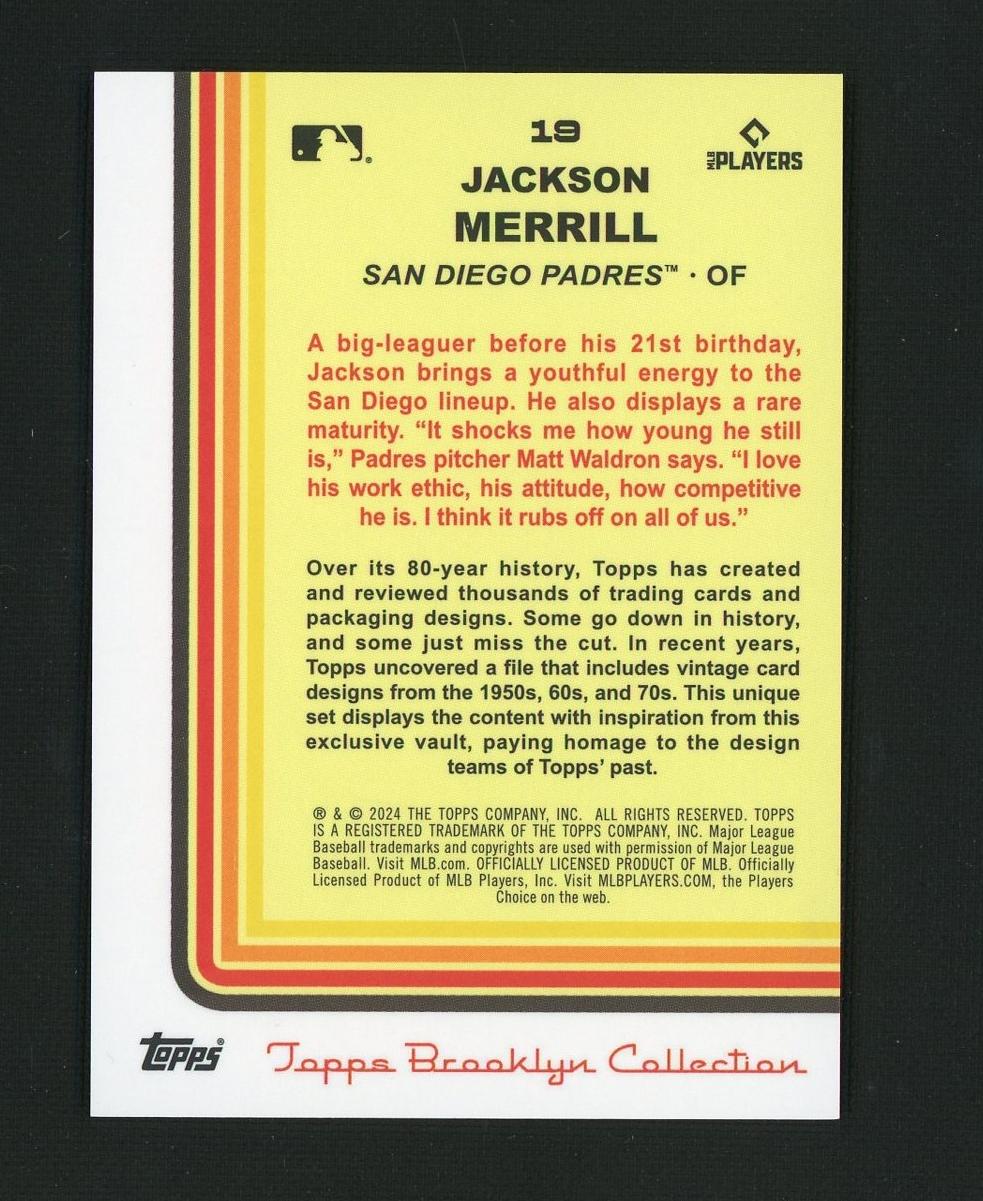 19
JACKSON
MERRILL
MLB PLAYERS
SAN DIEGO PADRES™ · OF
A big-leaguer before his 21st birthday,
Jackson brings a youthful energy to the
San Diego lineup. He also displays a rare
maturity. “It shocks me how young he still
is,” Padres pitcher Matt Waldron says. “I love
his work ethic, his attitude, how competitive
he is. I think it rubs off on all of us.”
Over its 80-year history, Topps has created
and reviewed thousands of trading cards and
packaging designs. Some go down in history,
and some just miss the cut. In recent years,
Topps uncovered a file that includes vintage card
designs from the 1950s, 60s, and 70s. This unique
set displays the content with inspiration from this
exclusive vault, paying homage to the design
teams of Topps’ past.
® & © 2024 THE TOPPS COMPANY, INC. ALL RIGHTS RESERVED. TOPPS
IS A REGISTERED TRADEMARK OF THE TOPPS COMPANY, INC. Major League
Baseball trademarks and copyrights are used with permission of Major League
Baseball. Visit MLB.com. OFFICIALLY LICENSED PRODUCT OF MLB. Officially
Licensed Product of MLB Players, Inc. Visit MLBPLAYERS.COM, the Players
Choice on the web.
Topps® Topps Brooklyn Collection